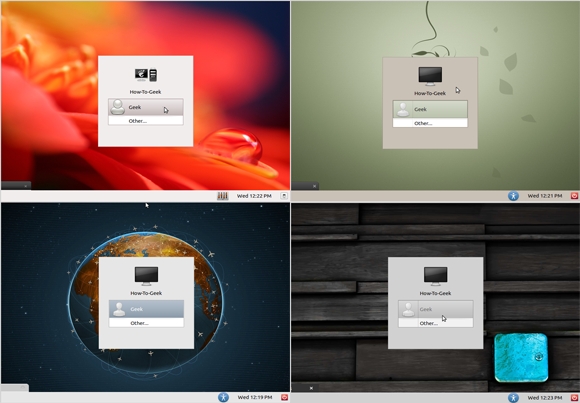 How-To-Geek
Geek
Other...
Wed 12:22 PM
How-To-Geek
Geek
Other...
Wed 12:21 PM
How-To-Geek
Geek
Other...
Wed 12:19 PM
How-To-Geek
Geek
Other...
Wed 12:23 PM